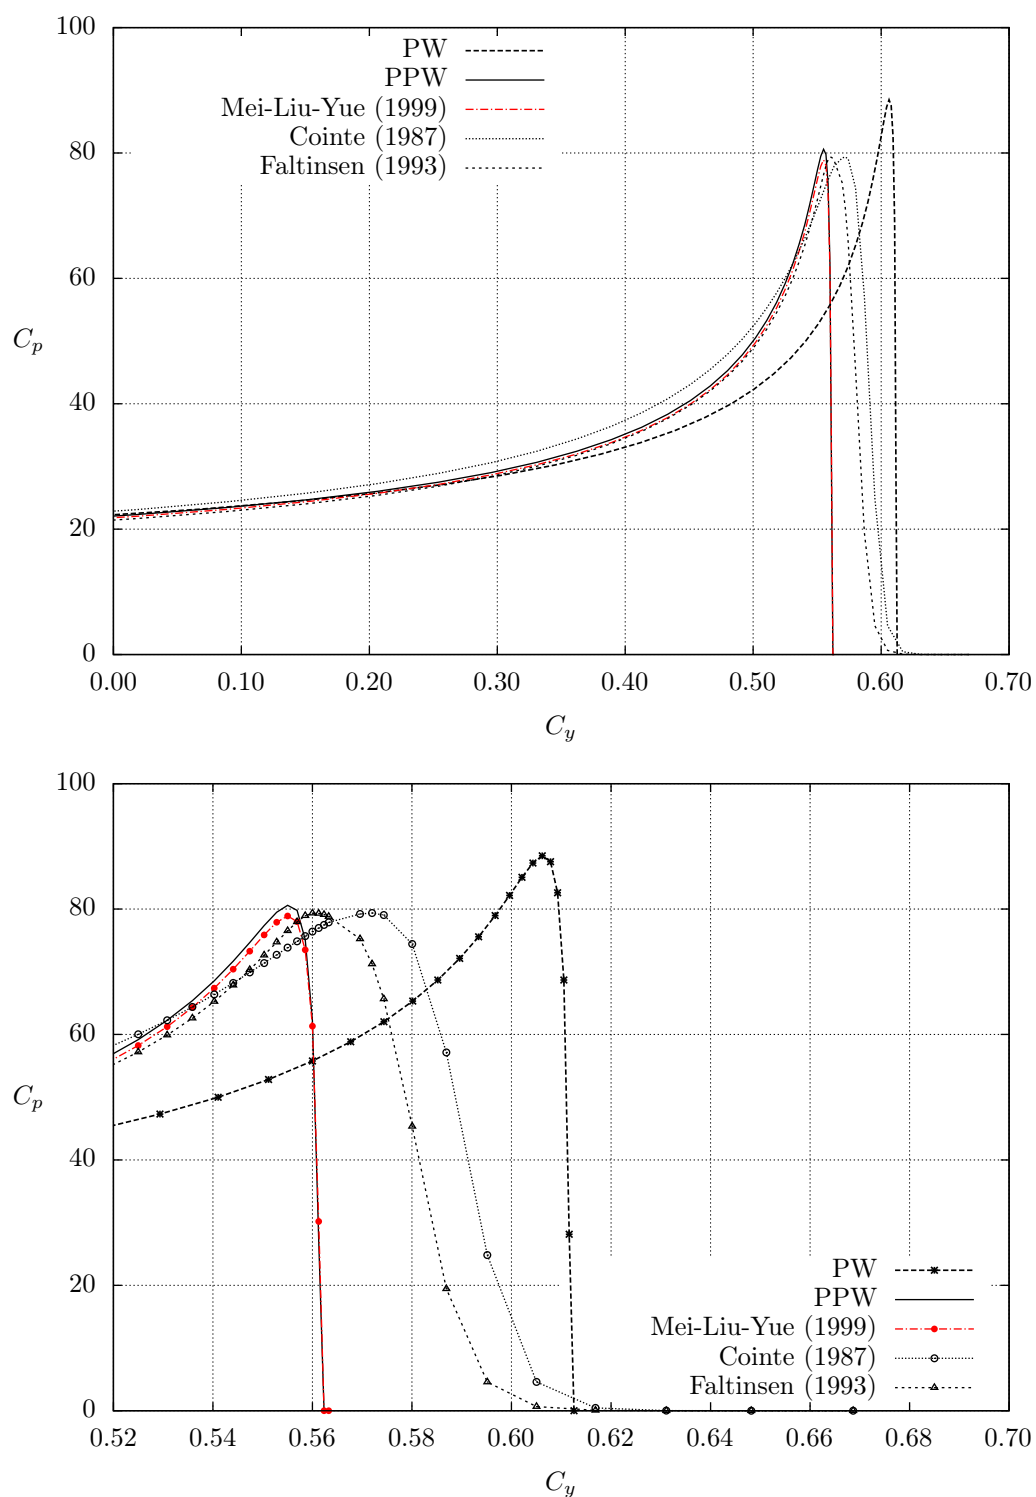 100
80
60
40
20
0
C_p
PW
PPW
Mei-Liu-Yue (1999)
Cointe (1987)
Faltinsen (1993)
0.00 0.10 0.20 0.30 0.40 0.50 0.60 0.70
C_y
100
80
60
40
20
0
C_p
PW
PPW
Mei-Liu-Yue (1999)
Cointe (1987)
Faltinsen (1993)
0.52 0.54 0.56 0.58 0.60 0.62 0.64 0.66 0.68 0.70
C_y